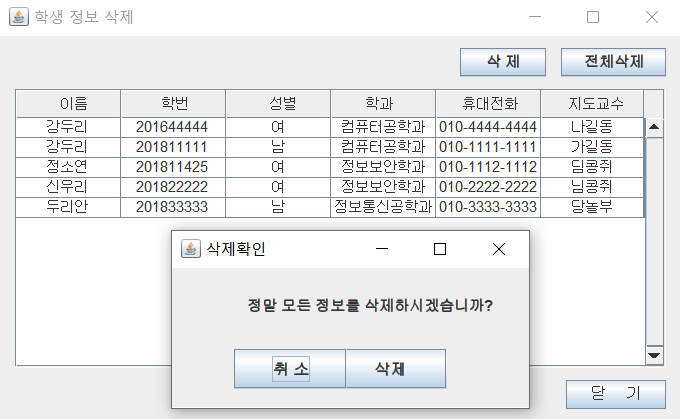 학생 정보 삭제
삭 제 전체삭제
이름 학번 성별 학과 휴대전화 지도교수
강두리 201644444 여 컴퓨터공학과 010-4444-4444 나길동
강두리 201811111 남 컴퓨터공학과 010-1111-1111 가길동
정소연 201811425 여 정보보안학과 010-1112-1112 딤콩쥐
신우리 201822222 여 정보보안학과 010-2222-2222 님콩쥐
두리안 201833333 남 정보통신공학과 010-3333-3333 당놀부
삭제확인
정말 모든 정보를 삭제하시겠습니까?
취 소 삭제
닫 기